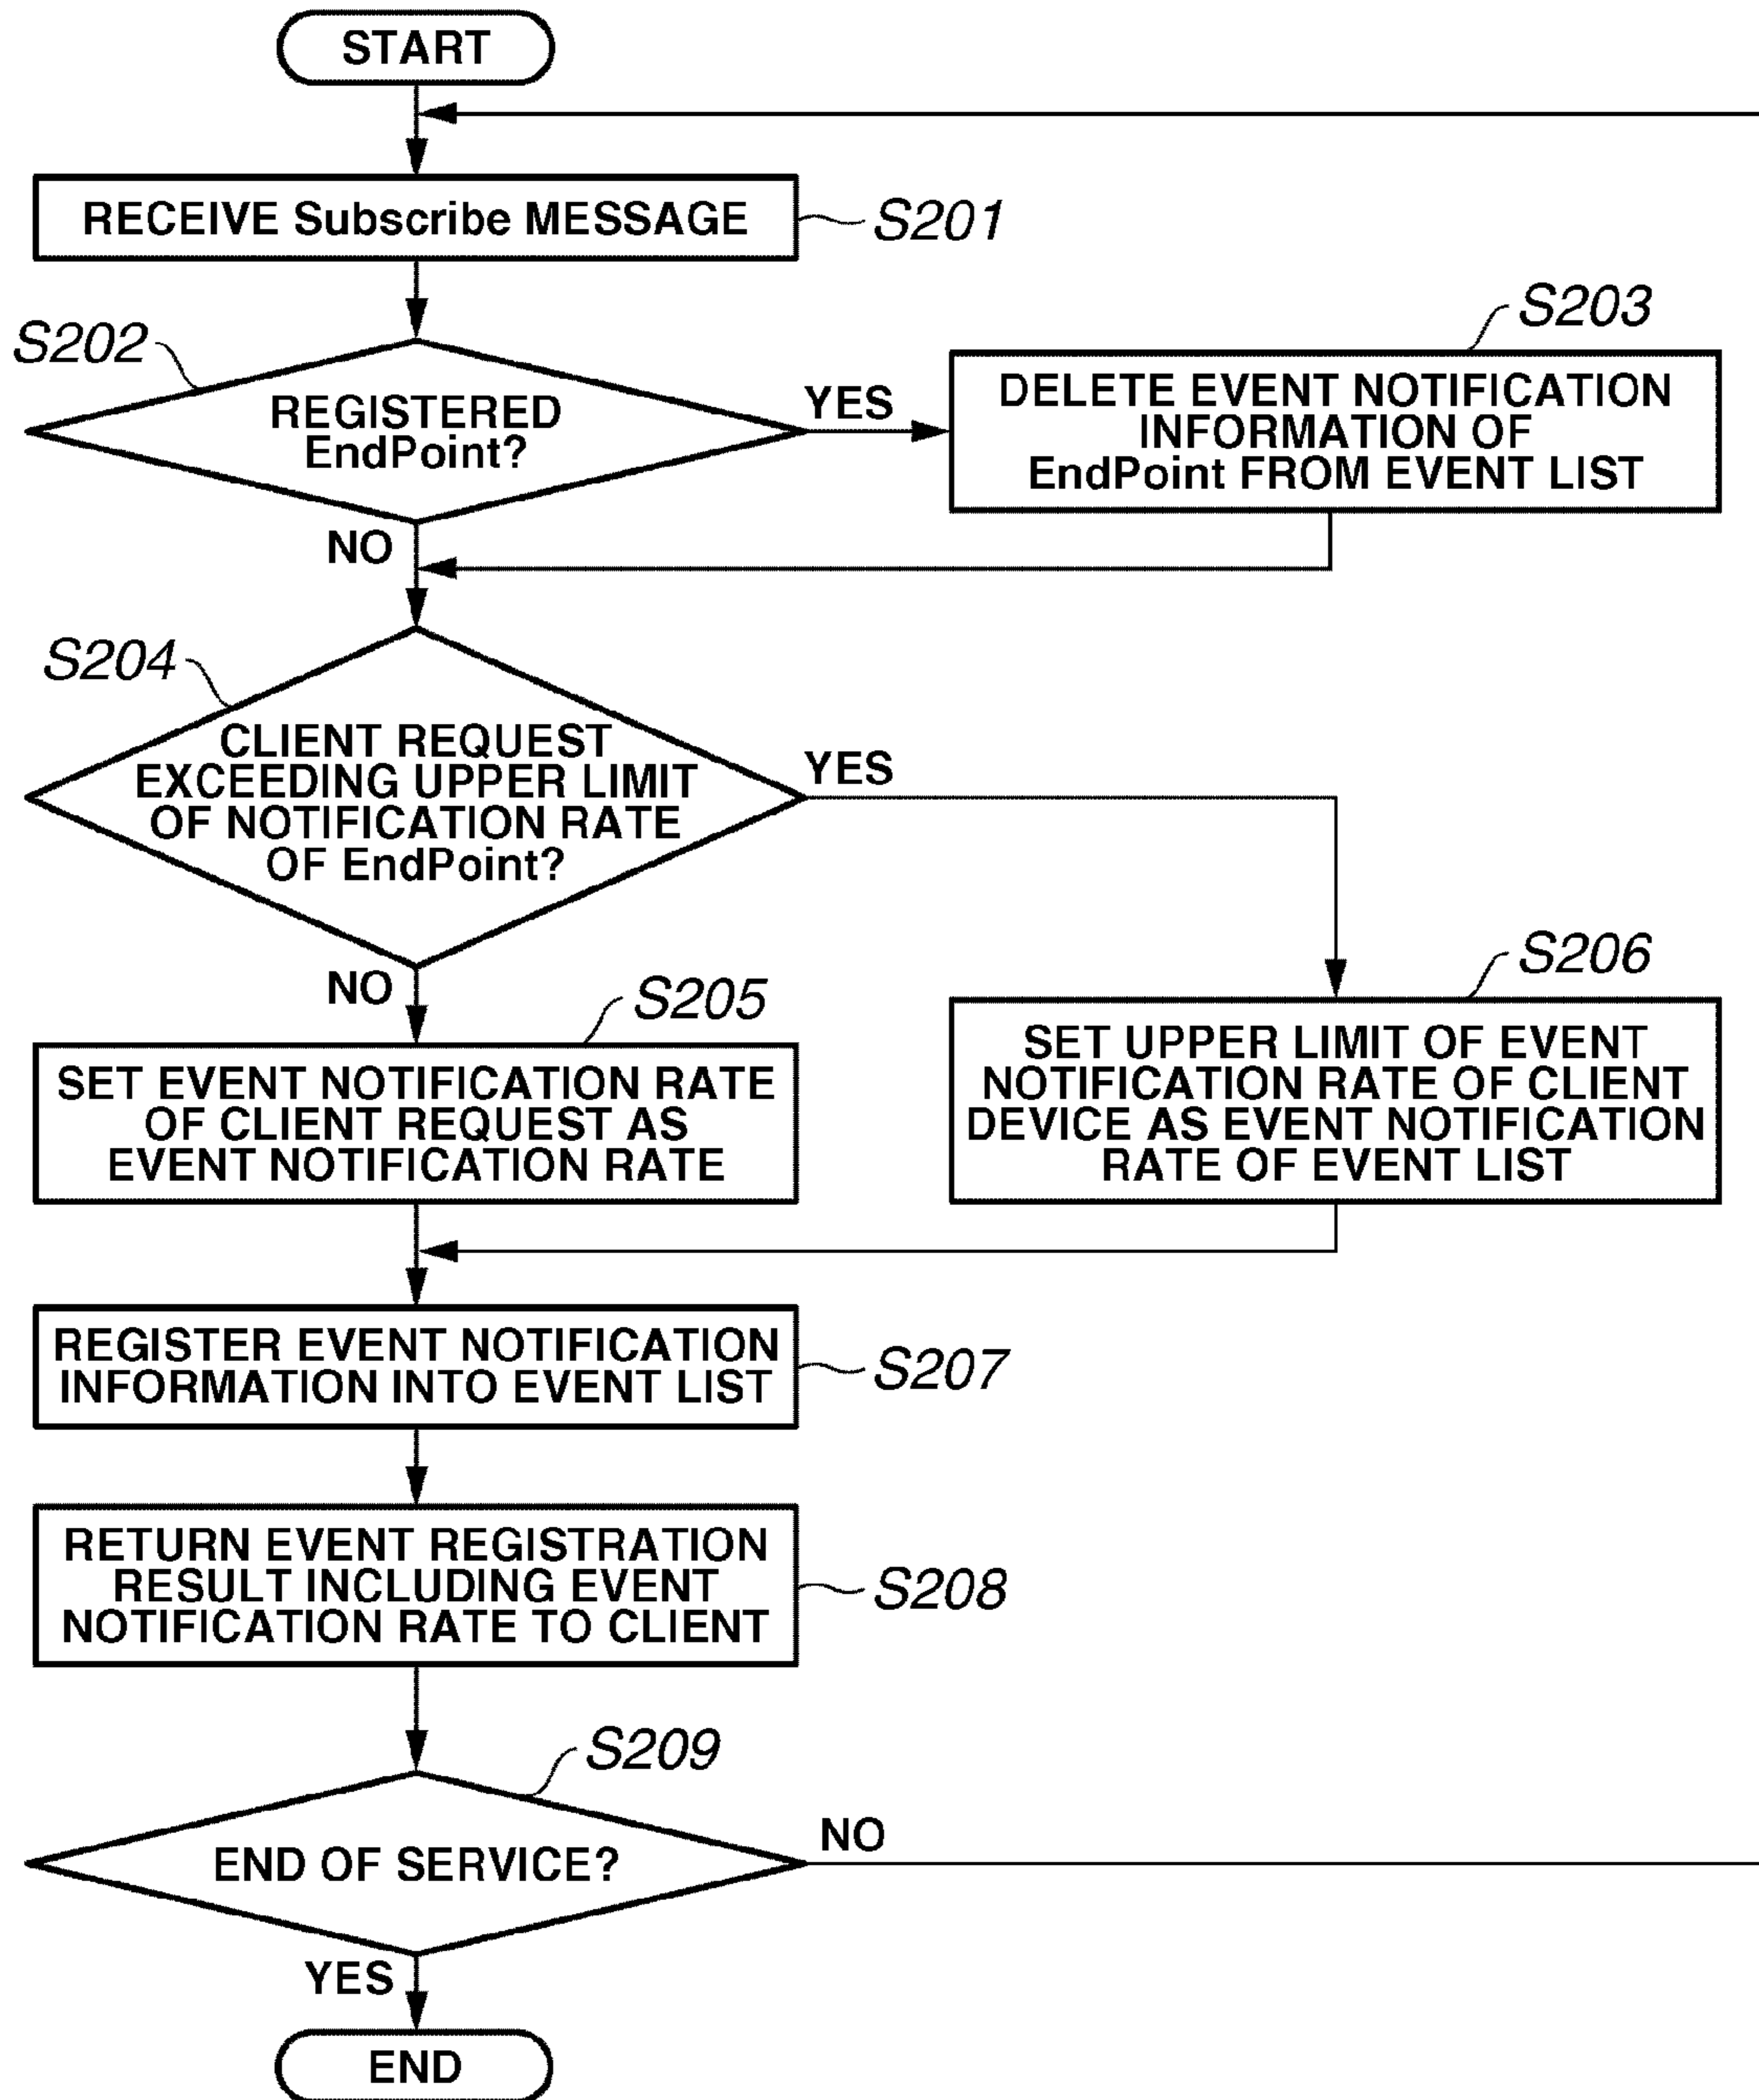 START
RECEIVE Subscribe MESSAGE
S201
S202
REGISTERED
EndPoint?
YES
NO
S203
DELETE EVENT NOTIFICATION
INFORMATION OF
EndPoint FROM EVENT LIST
S204
CLIENT REQUEST
EXCEEDING UPPER LIMIT
OF NOTIFICATION RATE
OF EndPoint?
YES
NO
S205
SET EVENT NOTIFICATION RATE
OF CLIENT REQUEST AS
EVENT NOTIFICATION RATE
S206
SET UPPER LIMIT OF EVENT
NOTIFICATION RATE OF CLIENT
DEVICE AS EVENT NOTIFICATION
RATE OF EVENT LIST
REGISTER EVENT NOTIFICATION
INFORMATION INTO EVENT LIST
S207
RETURN EVENT REGISTRATION
RESULT INCLUDING EVENT
NOTIFICATION RATE TO CLIENT
S208
S209
END OF SERVICE?
NO
YES
END